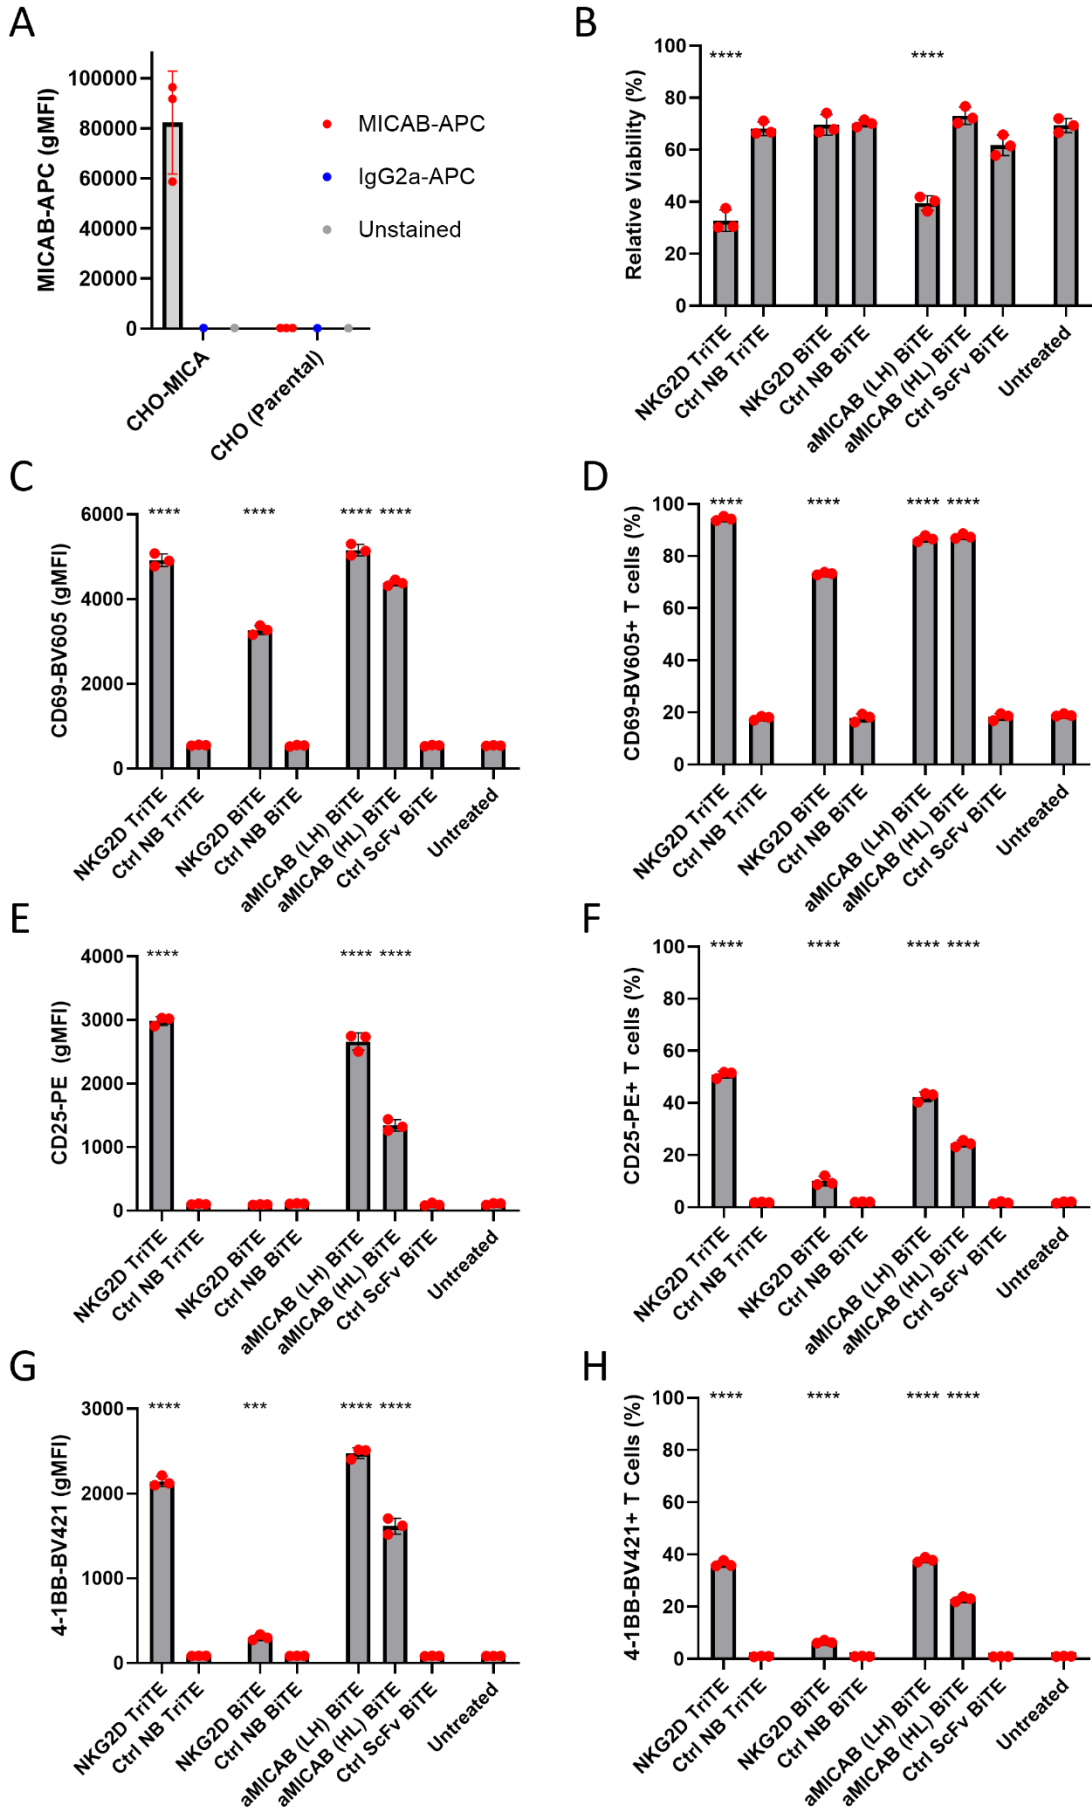 A
MICAB-APC (gMFI)
100000
80000
60000
40000
20000
0
MICAB-APC
IgG2a-APC
Unstained
CHO-MICA
CHO (Parental)
B
Relative Viability (%)
100
80
60
40
20
0
**** ****
NKG2D TriTE
Ctrl NB TriTE
NKG2D BiTE
Ctrl NB BiTE
aMICAB (LH) BiTE
aMICAB (HL) BiTE
Ctrl ScFv BiTE
Untreated
C
CD69-BV605 (gMFI)
6000
4000
2000
0
**** **** **** ****
NKG2D TriTE
Ctrl NB TriTE
NKG2D BiTE
Ctrl NB BiTE
aMICAB (LH) BiTE
aMICAB (HL) BiTE
Ctrl ScFv BiTE
Untreated
D
CD69-BV605+ T cells (%)
100
80
60
40
20
0
**** **** **** ****
NKG2D TriTE
Ctrl NB TriTE
NKG2D BiTE
Ctrl NB BiTE
aMICAB (LH) BiTE
aMICAB (HL) BiTE
Ctrl ScFv BiTE
Untreated
E
CD25-PE (gMFI)
4000
3000
2000
1000
0
**** **** ****
NKG2D TriTE
Ctrl NB TriTE
NKG2D BiTE
Ctrl NB BiTE
aMICAB (LH) BiTE
aMICAB (HL) BiTE
Ctrl ScFv BiTE
Untreated
F
CD25-PE+ T cells (%)
100
80
60
40
20
0
**** **** **** ****
NKG2D TriTE
Ctrl NB TriTE
NKG2D BiTE
Ctrl NB BiTE
aMICAB (LH) BiTE
aMICAB (HL) BiTE
Ctrl ScFv BiTE
Untreated
G
4-1BB-BV421 (gMFI)
3000
2000
1000
0
**** *** **** ****
NKG2D TriTE
Ctrl NB TriTE
NKG2D BiTE
Ctrl NB BiTE
aMICAB (LH) BiTE
aMICAB (HL) BiTE
Ctrl ScFv BiTE
Untreated
H
4-1BB-BV421+ T Cells (%)
100
80
60
40
20
0
**** **** **** ****
NKG2D TriTE
Ctrl NB TriTE
NKG2D BiTE
Ctrl NB BiTE
aMICAB (LH) BiTE
aMICAB (HL) BiTE
Ctrl ScFv BiTE
Untreated